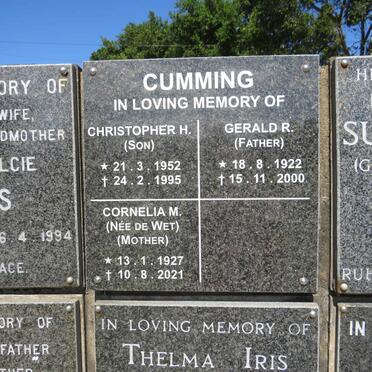 ORY OF
WIFE,
DMOTHER
LCIE
S
6 4 1994
ACE.
CUMMING
IN LOVING MEMORY OF
CHRISTOPHER H.
(SON)
★ 21 . 3 . 1952
† 24 . 2 . 1995
GERALD R.
(FATHER)
★ 18 . 8 . 1922
† 15 . 11 . 2000
CORNELIA M.
(NÉE DE WET)
(MOTHER)
★ 13 . 1 . 1927
† 10 . 8 . 2021
SU
(G
RUH
ORY OF
FATHER
IN LOVING MEMORY OF
THELMA IRIS
IN